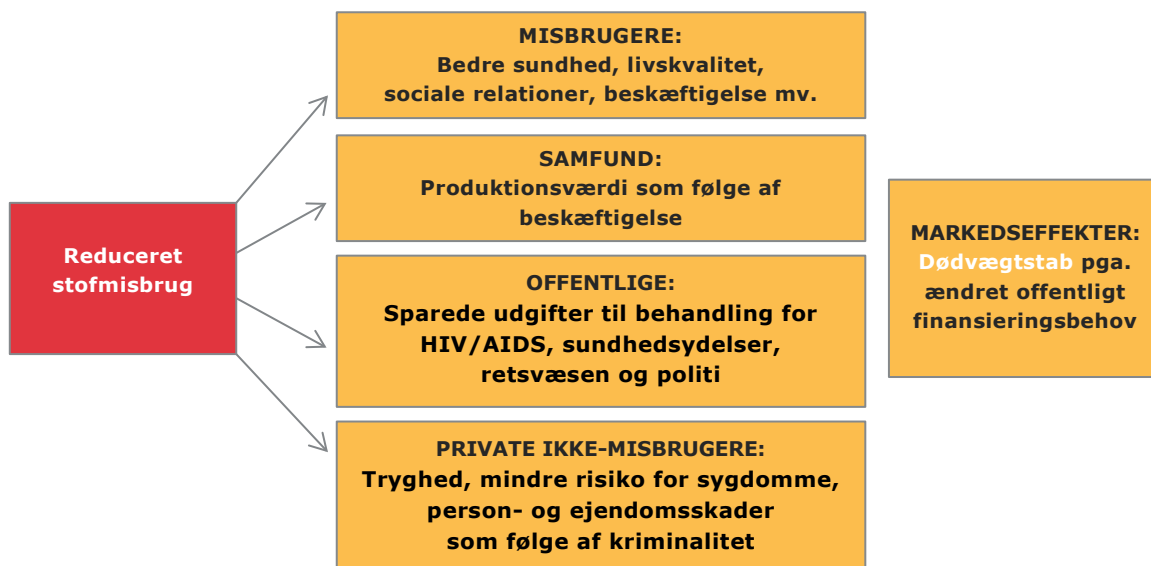 Reduceret
stofmisbrug
MISBRUGERE:
Bedre sundhed, livskvalitet,
sociale relationer, beskæftigelse mv.
SAMFUND:
Produktionsværdi som følge af
beskæftigelse
OFFENTLIGE:
Sparede udgifter til behandling for
HIV/AIDS, sundhedsydelser,
retsvæsen og politi
PRIVATE IKKE-MISBRUGERE:
Tryghed, mindre risiko for sygdomme,
person- og ejendomsskader
som følge af kriminalitet
MARKEDSEFFEKTER:
Dødvægtstab pga.
ændret offentligt
finansieringsbehov